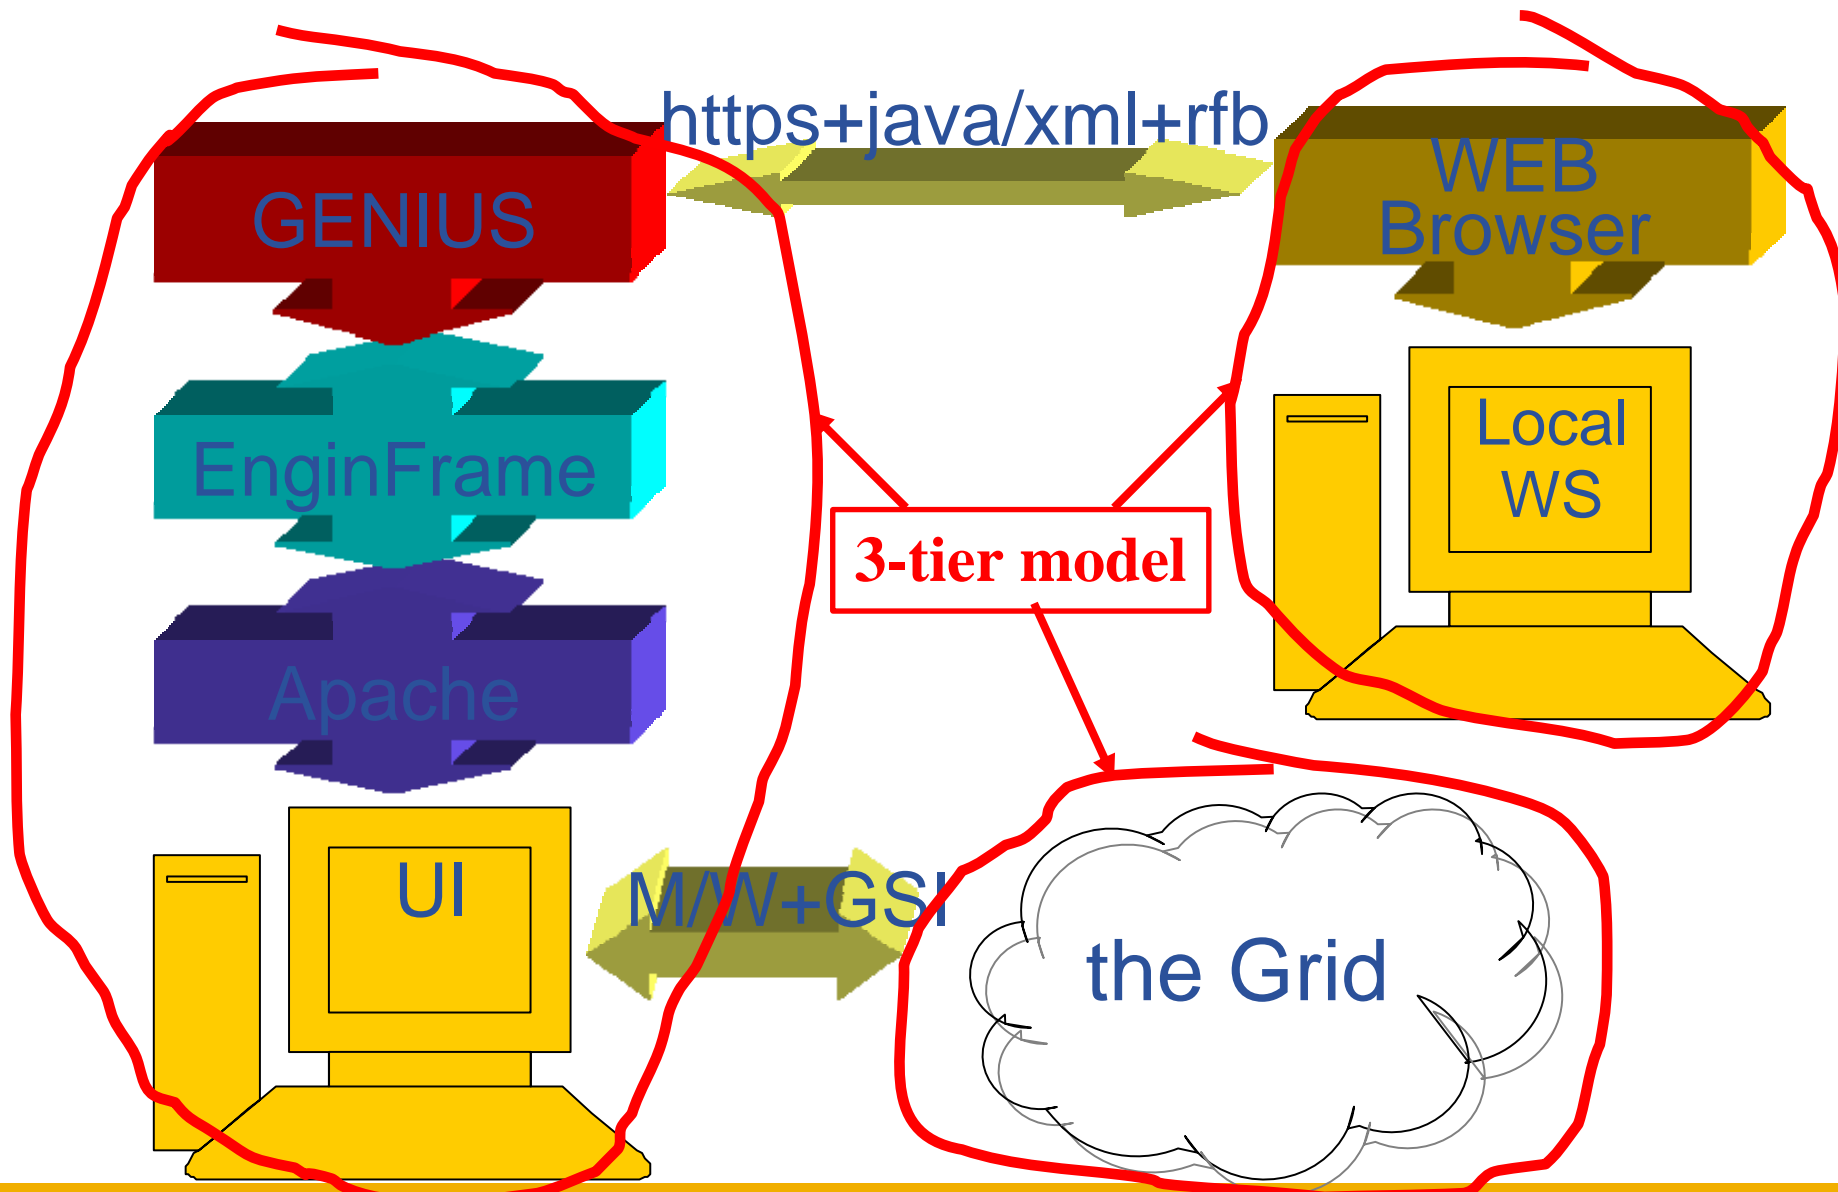 https+java/xml+rfb
GENIUS
WEB
Browser
EnginFrame
Local
WS
3-tier model
Apache
UI
M/W+GSI
the Grid